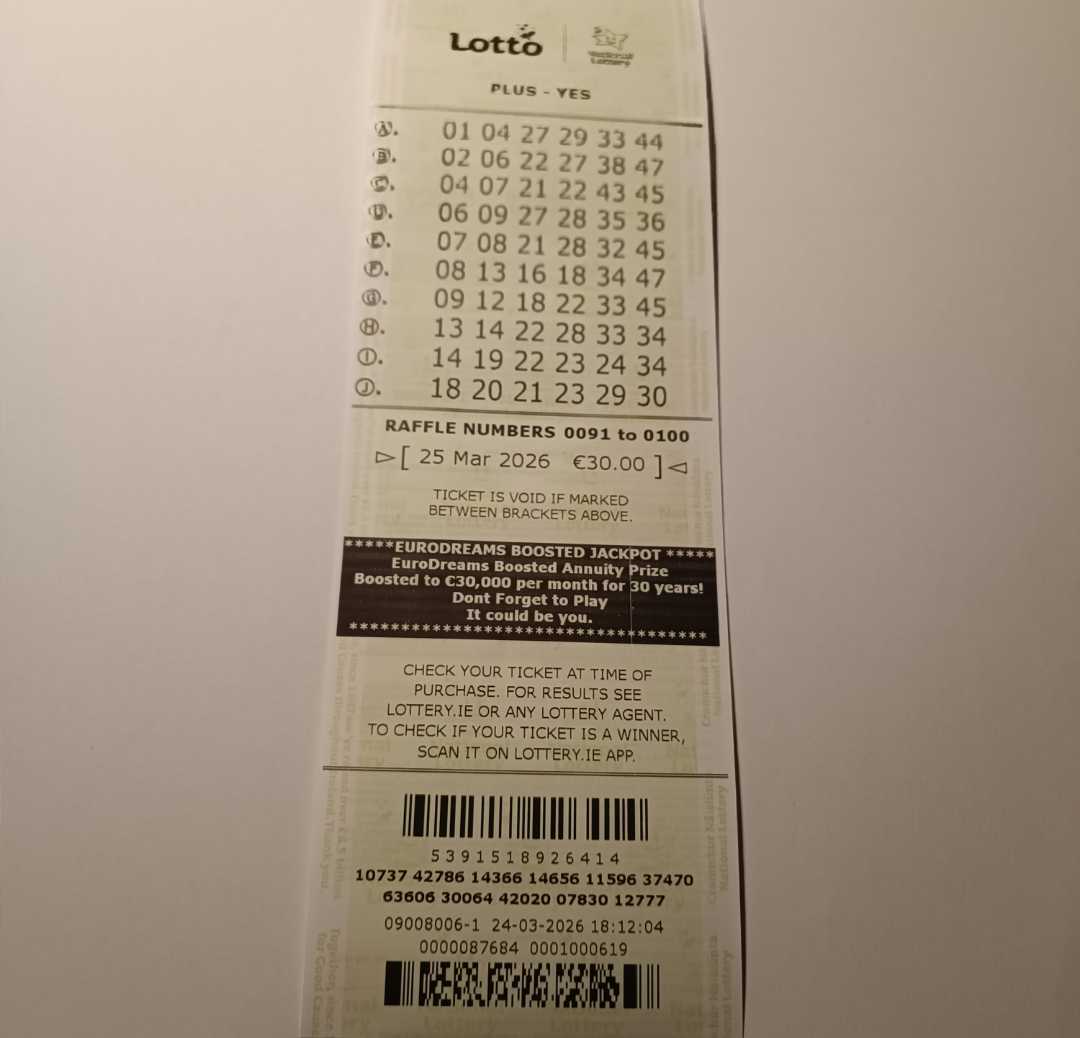 Lotto National Lottery
PLUS - YES
A. 01 04 27 29 33 44
B. 02 06 22 27 38 47
C. 04 07 21 22 43 45
D. 06 09 27 28 35 36
E. 07 08 21 28 32 45
F. 08 13 16 18 34 47
G. 09 12 18 22 33 45
H. 13 14 22 28 33 34
I. 14 19 22 23 24 34
J. 18 20 21 23 29 30
RAFFLE NUMBERS 0091 to 0100
▷[ 25 Mar 2026 €30.00 ]◁
TICKET IS VOID IF MARKED
BETWEEN BRACKETS ABOVE.
*****EURODREAMS BOOSTED JACKPOT *****
EuroDreams Boosted Annuity Prize
Boosted to €30,000 per month for 30 years!
Dont Forget to Play
It could be you.
***********************************
CHECK YOUR TICKET AT TIME OF
PURCHASE. FOR RESULTS SEE
LOTTERY.IE OR ANY LOTTERY AGENT.
TO CHECK IF YOUR TICKET IS A WINNER,
SCAN IT ON LOTTERY.IE APP.
5391518926414
10737 42786 14366 14656 11596 37470
63606 30064 42020 07830 12777
09008006-1 24-03-2026 18:12:04
0000087684 0001000619